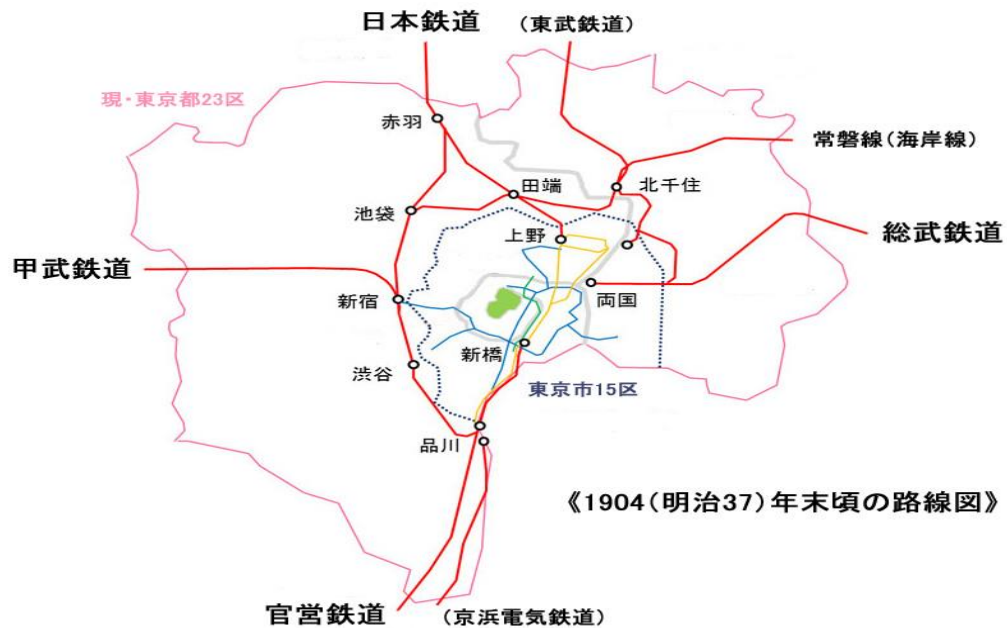 日本鉄道
(東武鉄道)
現・東京都23区
赤羽
常磐線(海岸線)
田端
北千住
池袋
上野
総武鉄道
甲武鉄道
新宿
両国
新橋
渋谷
東京市15区
品川
《1904(明治37)年末頃の路線図》
官営鉄道
(京浜電気鉄道)